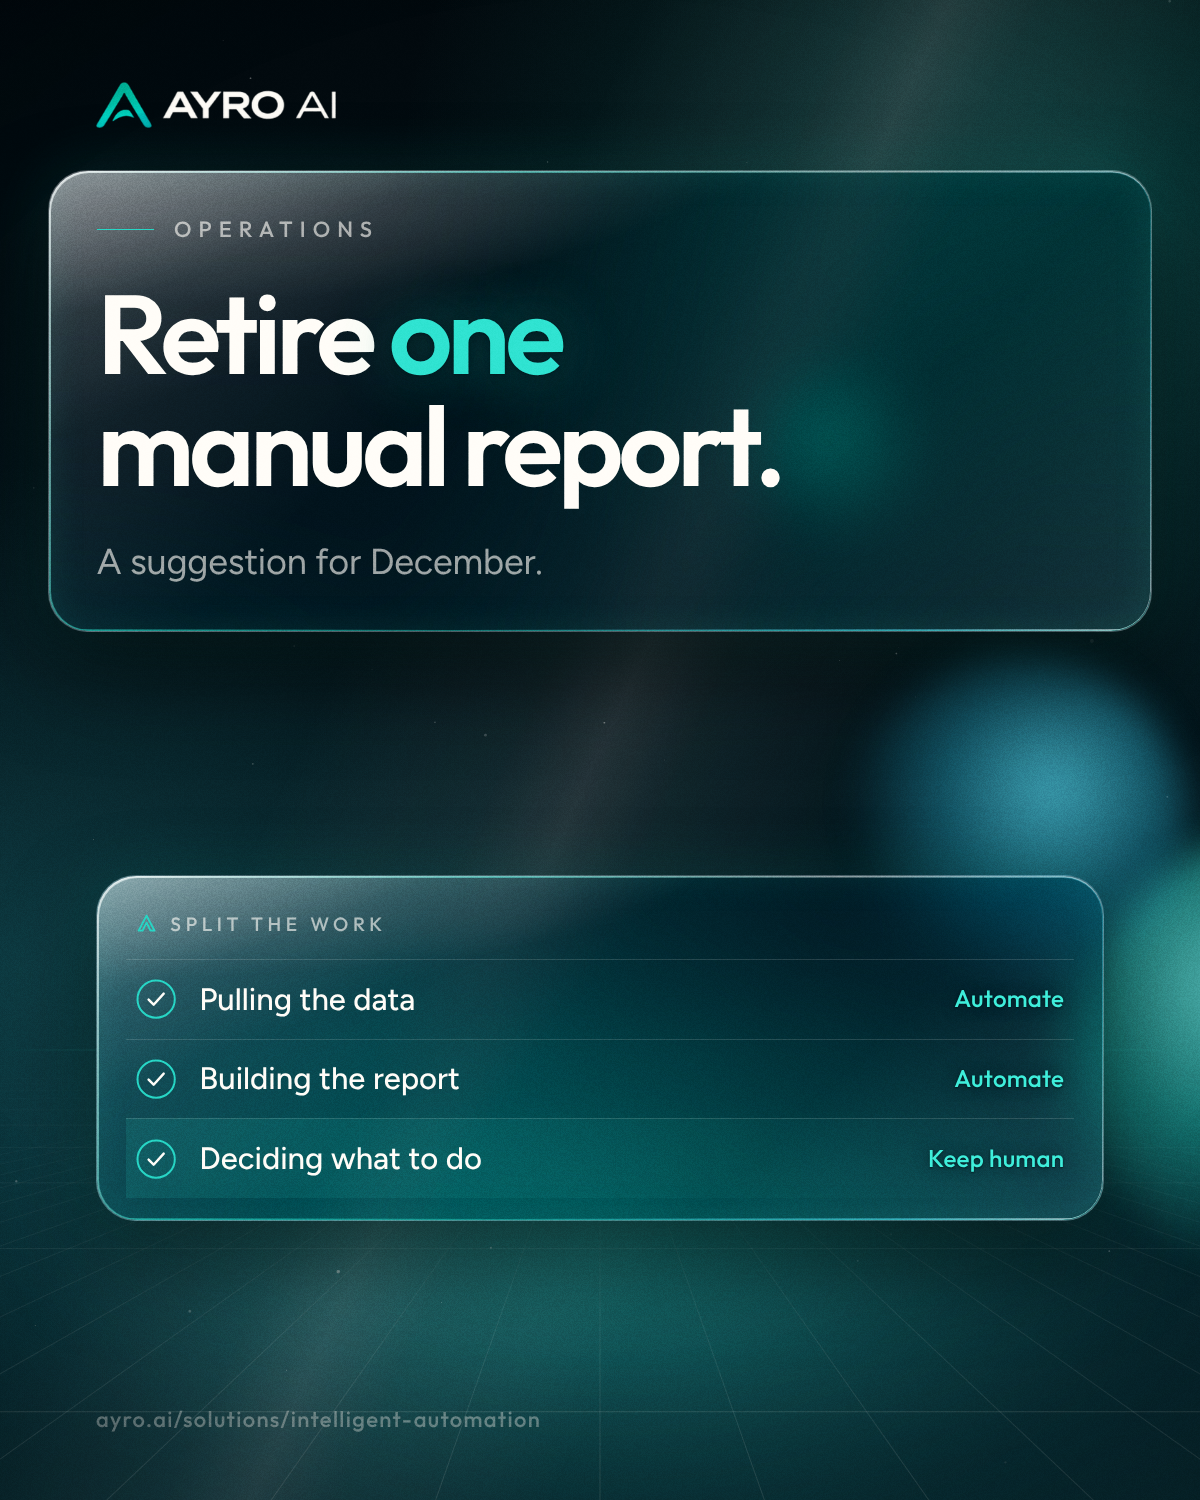 AYRO AI
OPERATIONS
Retire one
manual report.
A suggestion for December.
SPLIT THE WORK
Pulling the data Automate
Building the report Automate
Deciding what to do Keep human
ayro.ai/solutions/intelligent-automation